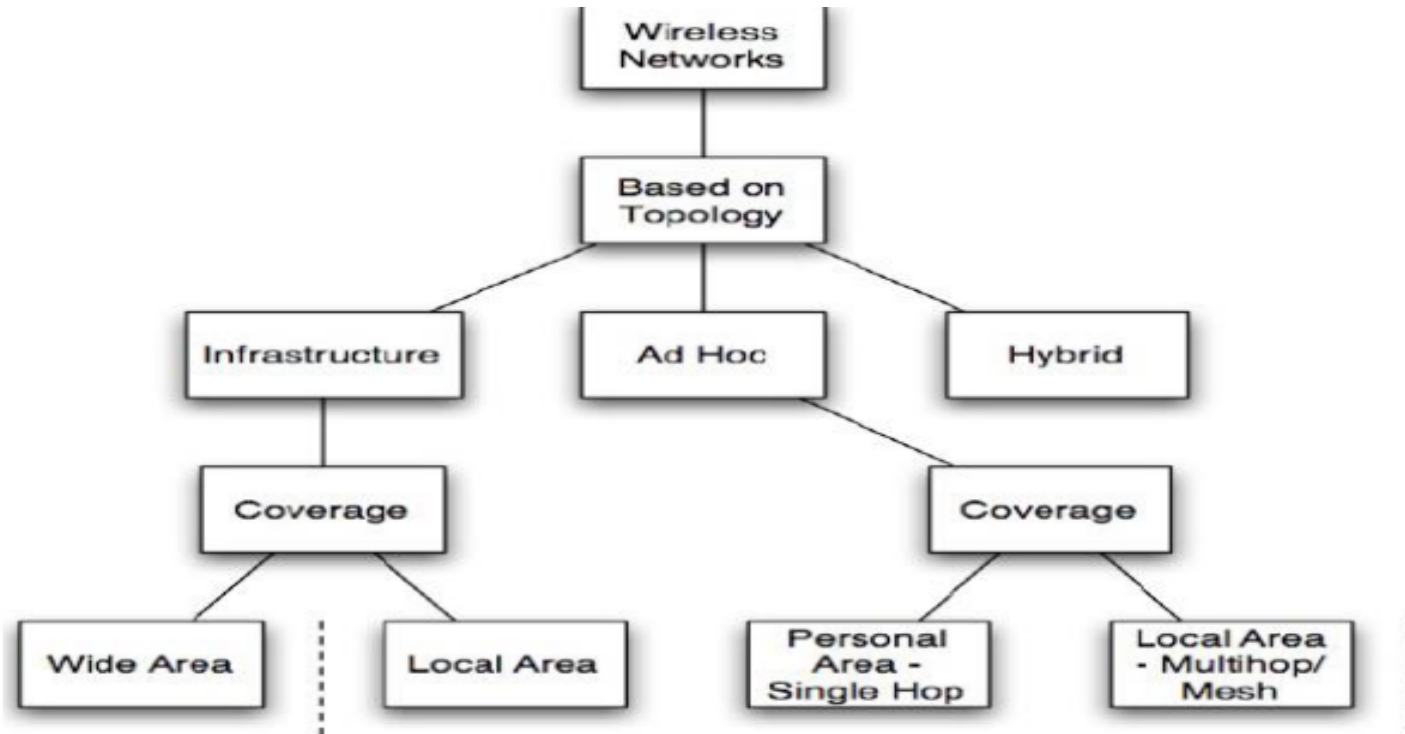 Wireless
Networks
Based on
Topology
Infrastructure
Ad Hoc
Hybrid
Coverage
Coverage
Wide Area
Local Area
Personal
Area -
Single Hop
Local Area
- Multihop/
Mesh